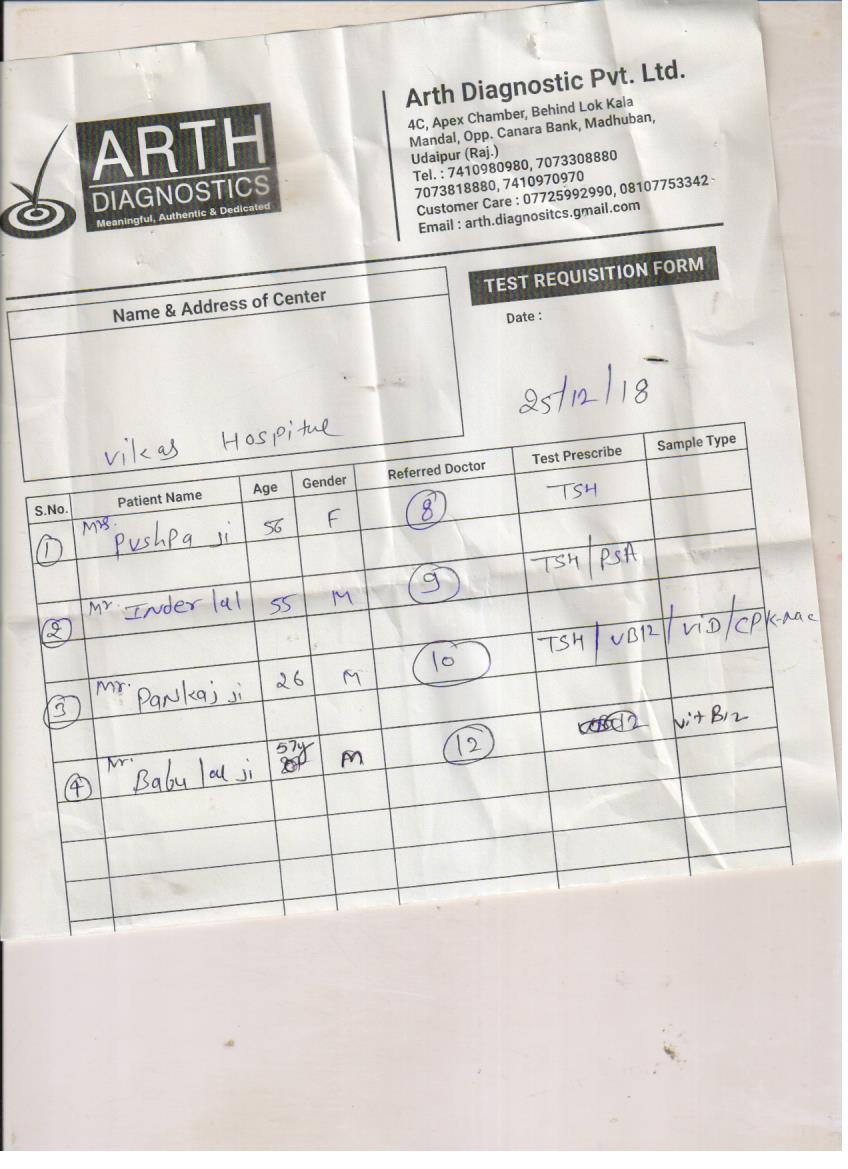 ARTH
DIAGNOSTICS
Meaningful, Authentic & Dedicated
Arth Diagnostic Pvt. Ltd.
4C, Apex Chamber, Behind Lok Kala
Mandal, Opp. Canara Bank, Madhuban,
Udaipur (Raj.)
Tel. : 7410980980, 7073308880
7073818880, 7410970970
Customer Care : 07725992990, 08107753342
Email : arth.diagnositcs.gmail.com
TEST REQUISITION FORM
Name & Address of Center
Date :
25/12/18
Vikas Hospital
S.No. Patient Name Age Gender Referred Doctor Test Prescribe Sample Type
1 Mrs. Pushpa ji 56 F 8 TSH
2 Mr. Inder lal 55 M 9 TSH/PSA
3 Mr. Pankaj ji 26 M 10 TSH/VB12/ViD/CPK-nac
4 Mr. Babu lal ji 57y M 12 Vit B12